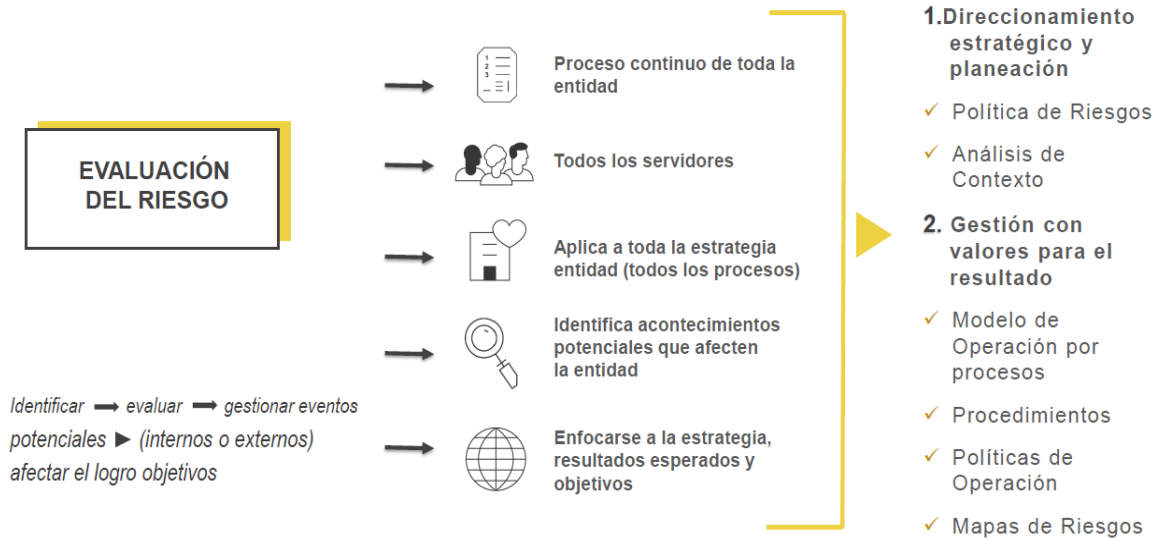 EVALUACIÓN
DEL RIESGO
Identificar evaluar gestionar eventos
potenciales (internos o externos)
afectar el logro objetivos
1
2
3
Proceso continuo de toda la
entidad
Todos los servidores
Aplica a toda la estrategia
entidad (todos los procesos)
Identifica acontecimientos
potenciales que afecten
la entidad
Enfocarse a la estrategia,
resultados esperados y
objetivos
1.Direccionamiento
estratégico y
planeación
✓ Política de Riesgos
✓ Análisis de
Contexto
2. Gestión con
valores para el
resultado
✓ Modelo de
Operación por
procesos
✓ Procedimientos
✓ Políticas de
Operación
✓ Mapas de Riesgos